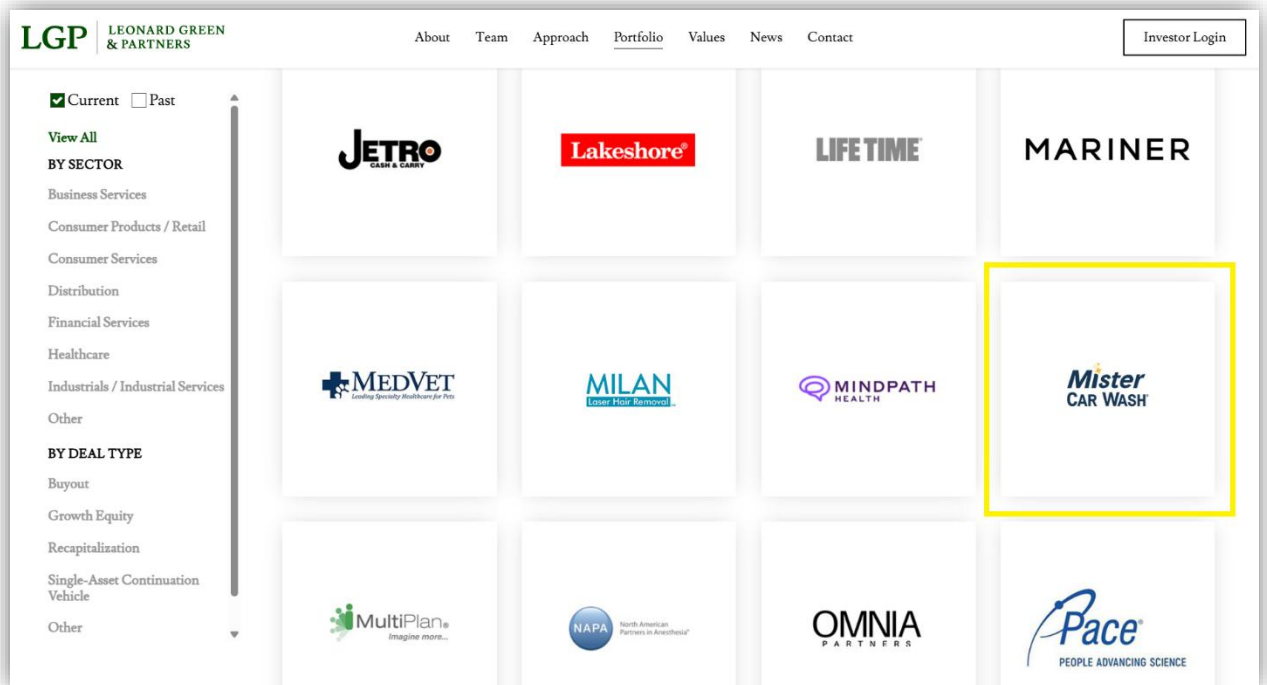 LGP
LEONARD GREEN
& PARTNERS
About Team Approach Portfolio Values News Contact
Investor Login
Current Past
View All
BY SECTOR
Business Services
Consumer Products / Retail
Consumer Services
Distribution
Financial Services
Healthcare
Industrials / Industrial Services
Other
BY DEAL TYPE
Buyout
Growth Equity
Recapitalization
Single-Asset Continuation
Vehicle
Other
JETRO
CASH & CARRY
Lakeshore®
LIFE TIME
MARINER
MEDVET
Leading Specialty Healthcare for Pets
MILAN
Laser Hair Removal
MINDPATH
HEALTH
Mister
CAR WASH
MultiPlan®
Imagine more...
NAPA
North American
Partners in Anesthesia®
OMNIA
PARTNERS
Pace®
PEOPLE ADVANCING SCIENCE